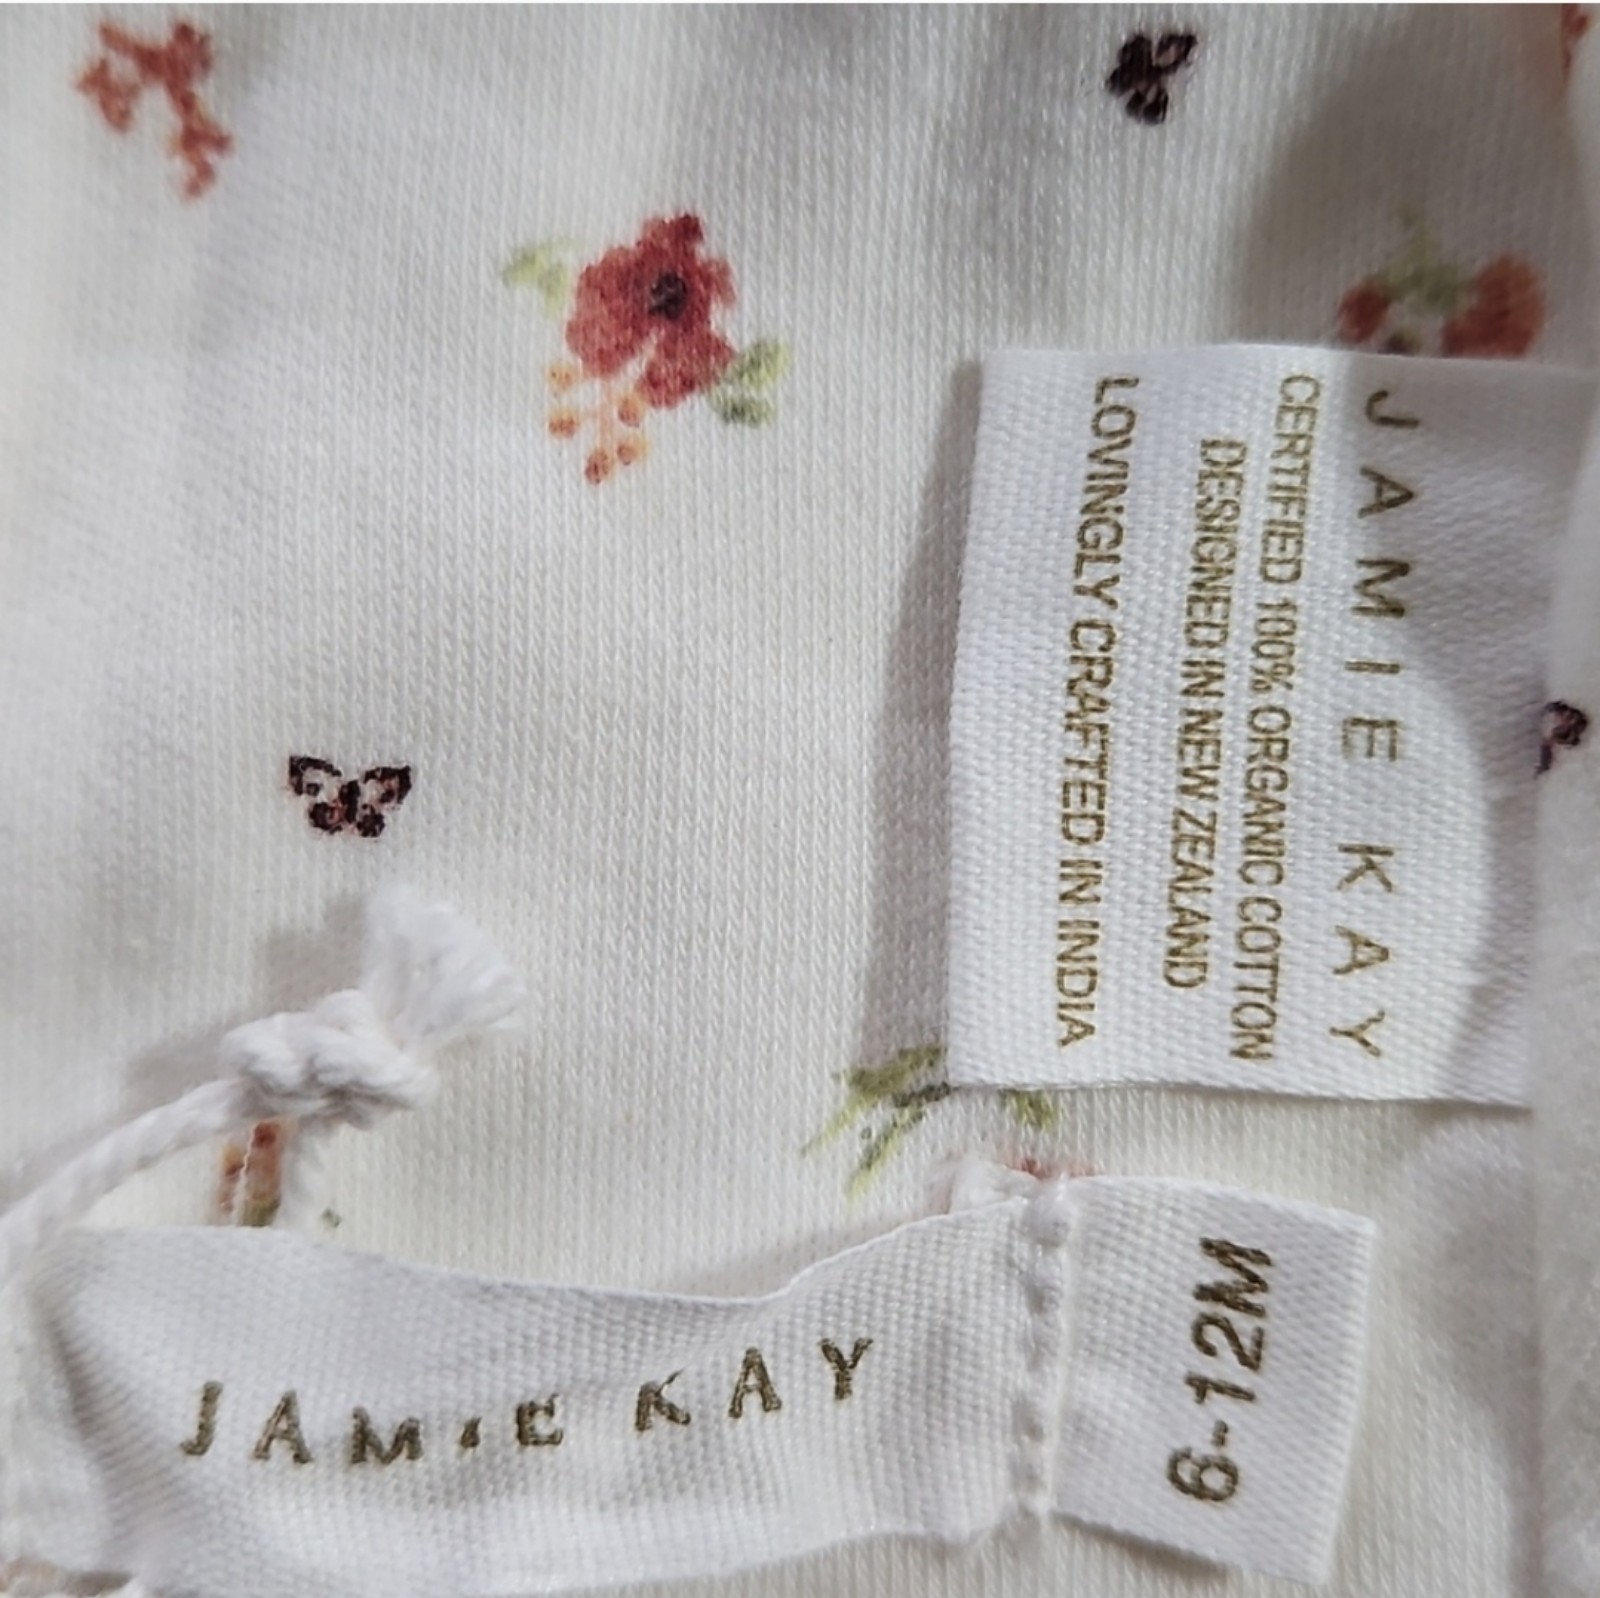 JAMIE KAY
CERTIFIED 100% ORGANIC COTTON
DESIGNED IN NEW ZEALAND
LOVINGLY CRAFTED IN INDIA
JAMIE KAY
6-12M